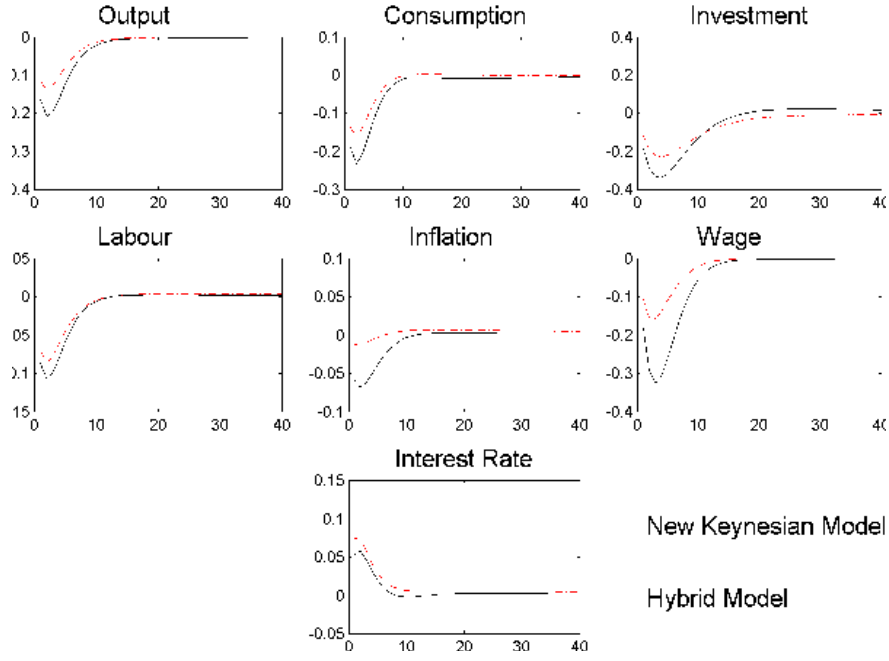 Output Consumption Investment
0 0.1 0.4
0.1 0 0.2
0.2 -0.1 0
0.3 -0.2 -0.2
0.4 -0.3 -0.4
0 10 20 30 40 0 10 20 30 40 0 10 20 30 40
Labour Inflation Wage
05 0.1 0
0 0.05 -0.1
05 0 -0.2
0.1 -0.05 -0.3
15 -0.1 -0.4
0 10 20 30 40 0 10 20 30 40 0 10 20 30 40
Interest Rate
0.15
0.1
0.05
0
-0.05
0 10 20 30 40
New Keynesian Model
Hybrid Model